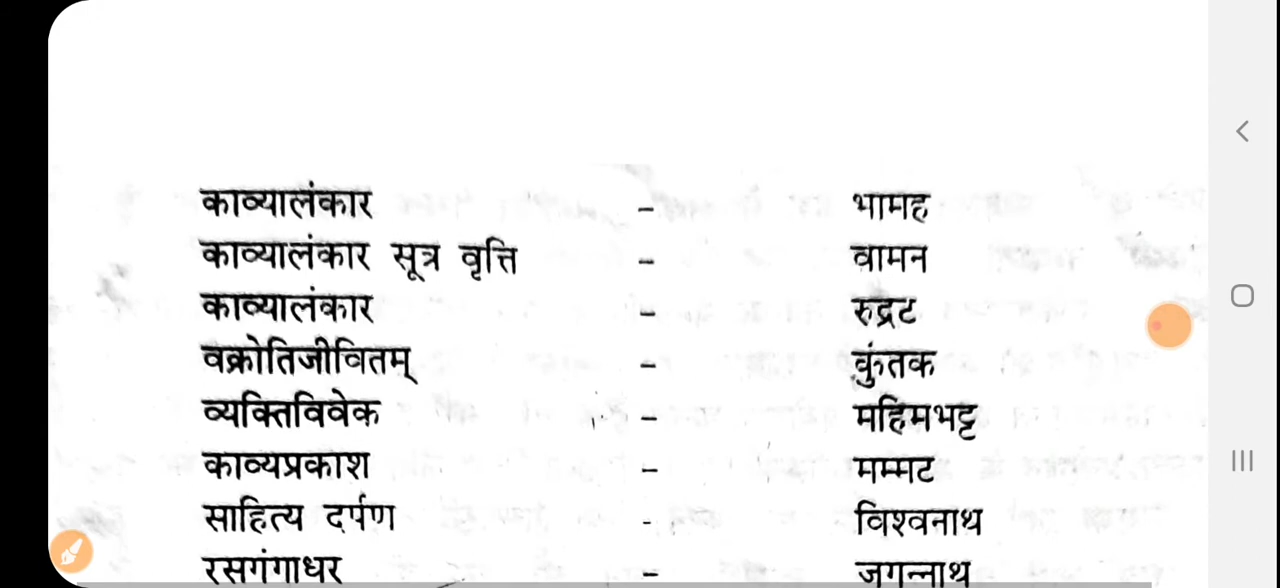 काव्यालंकार - भामह
काव्यालंकार सूत्र वृत्ति - वामन
काव्यालंकार - रुद्रट
वक्रोतिजीवितम् - कुंतक
व्यक्तिविवेक - महिमभट्ट
काव्यप्रकाश - मम्मट
साहित्य दर्पण - विश्वनाथ
रसगंगाधर - जगन्नाथ